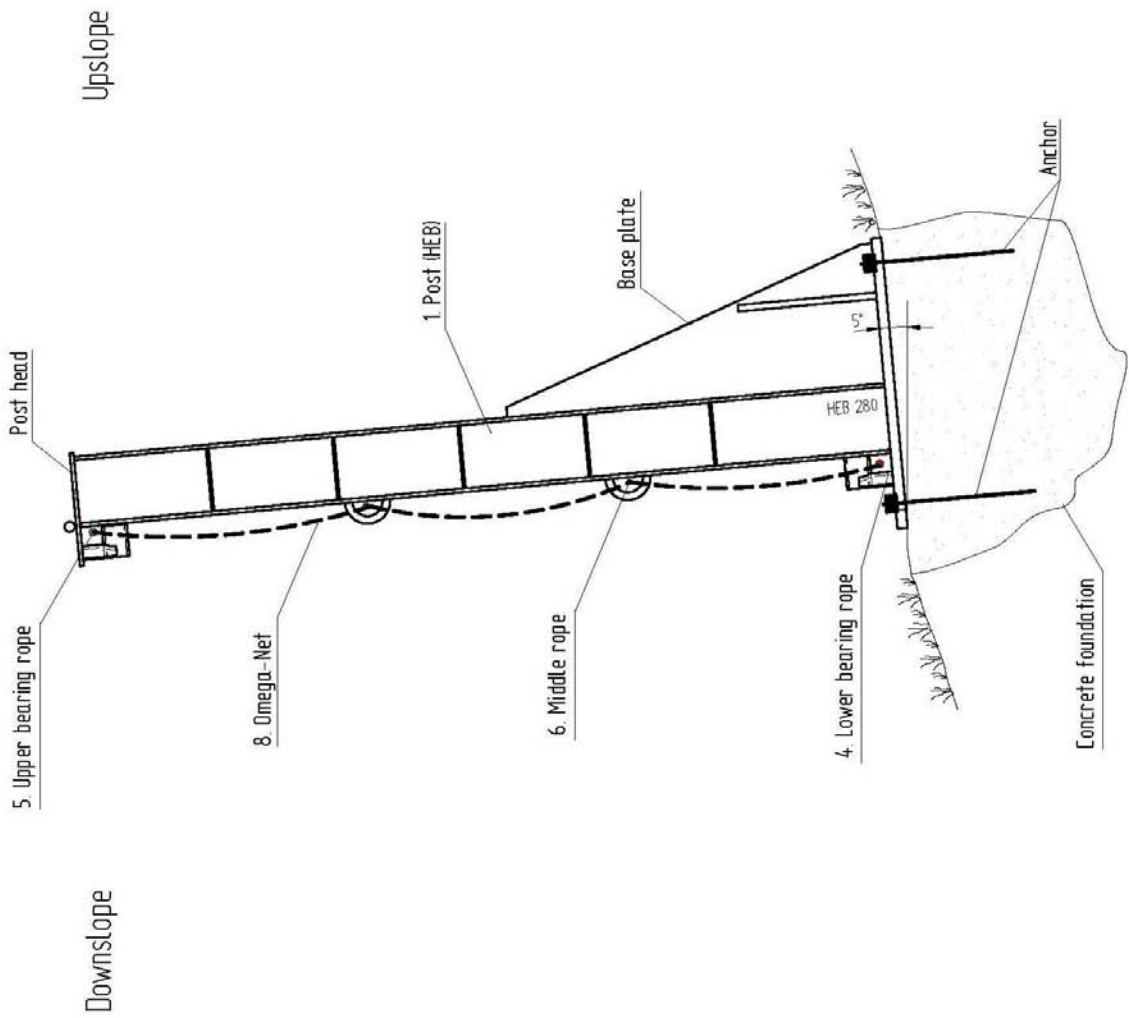 Upslope
Downslope
Post head
5. Upper bearing rope
1. Post (HEB)
Base plate
8. Omega-Net
6. Middle rope
HEB 280
5°
4. Lower bearing rope
Anchor
Concrete foundation